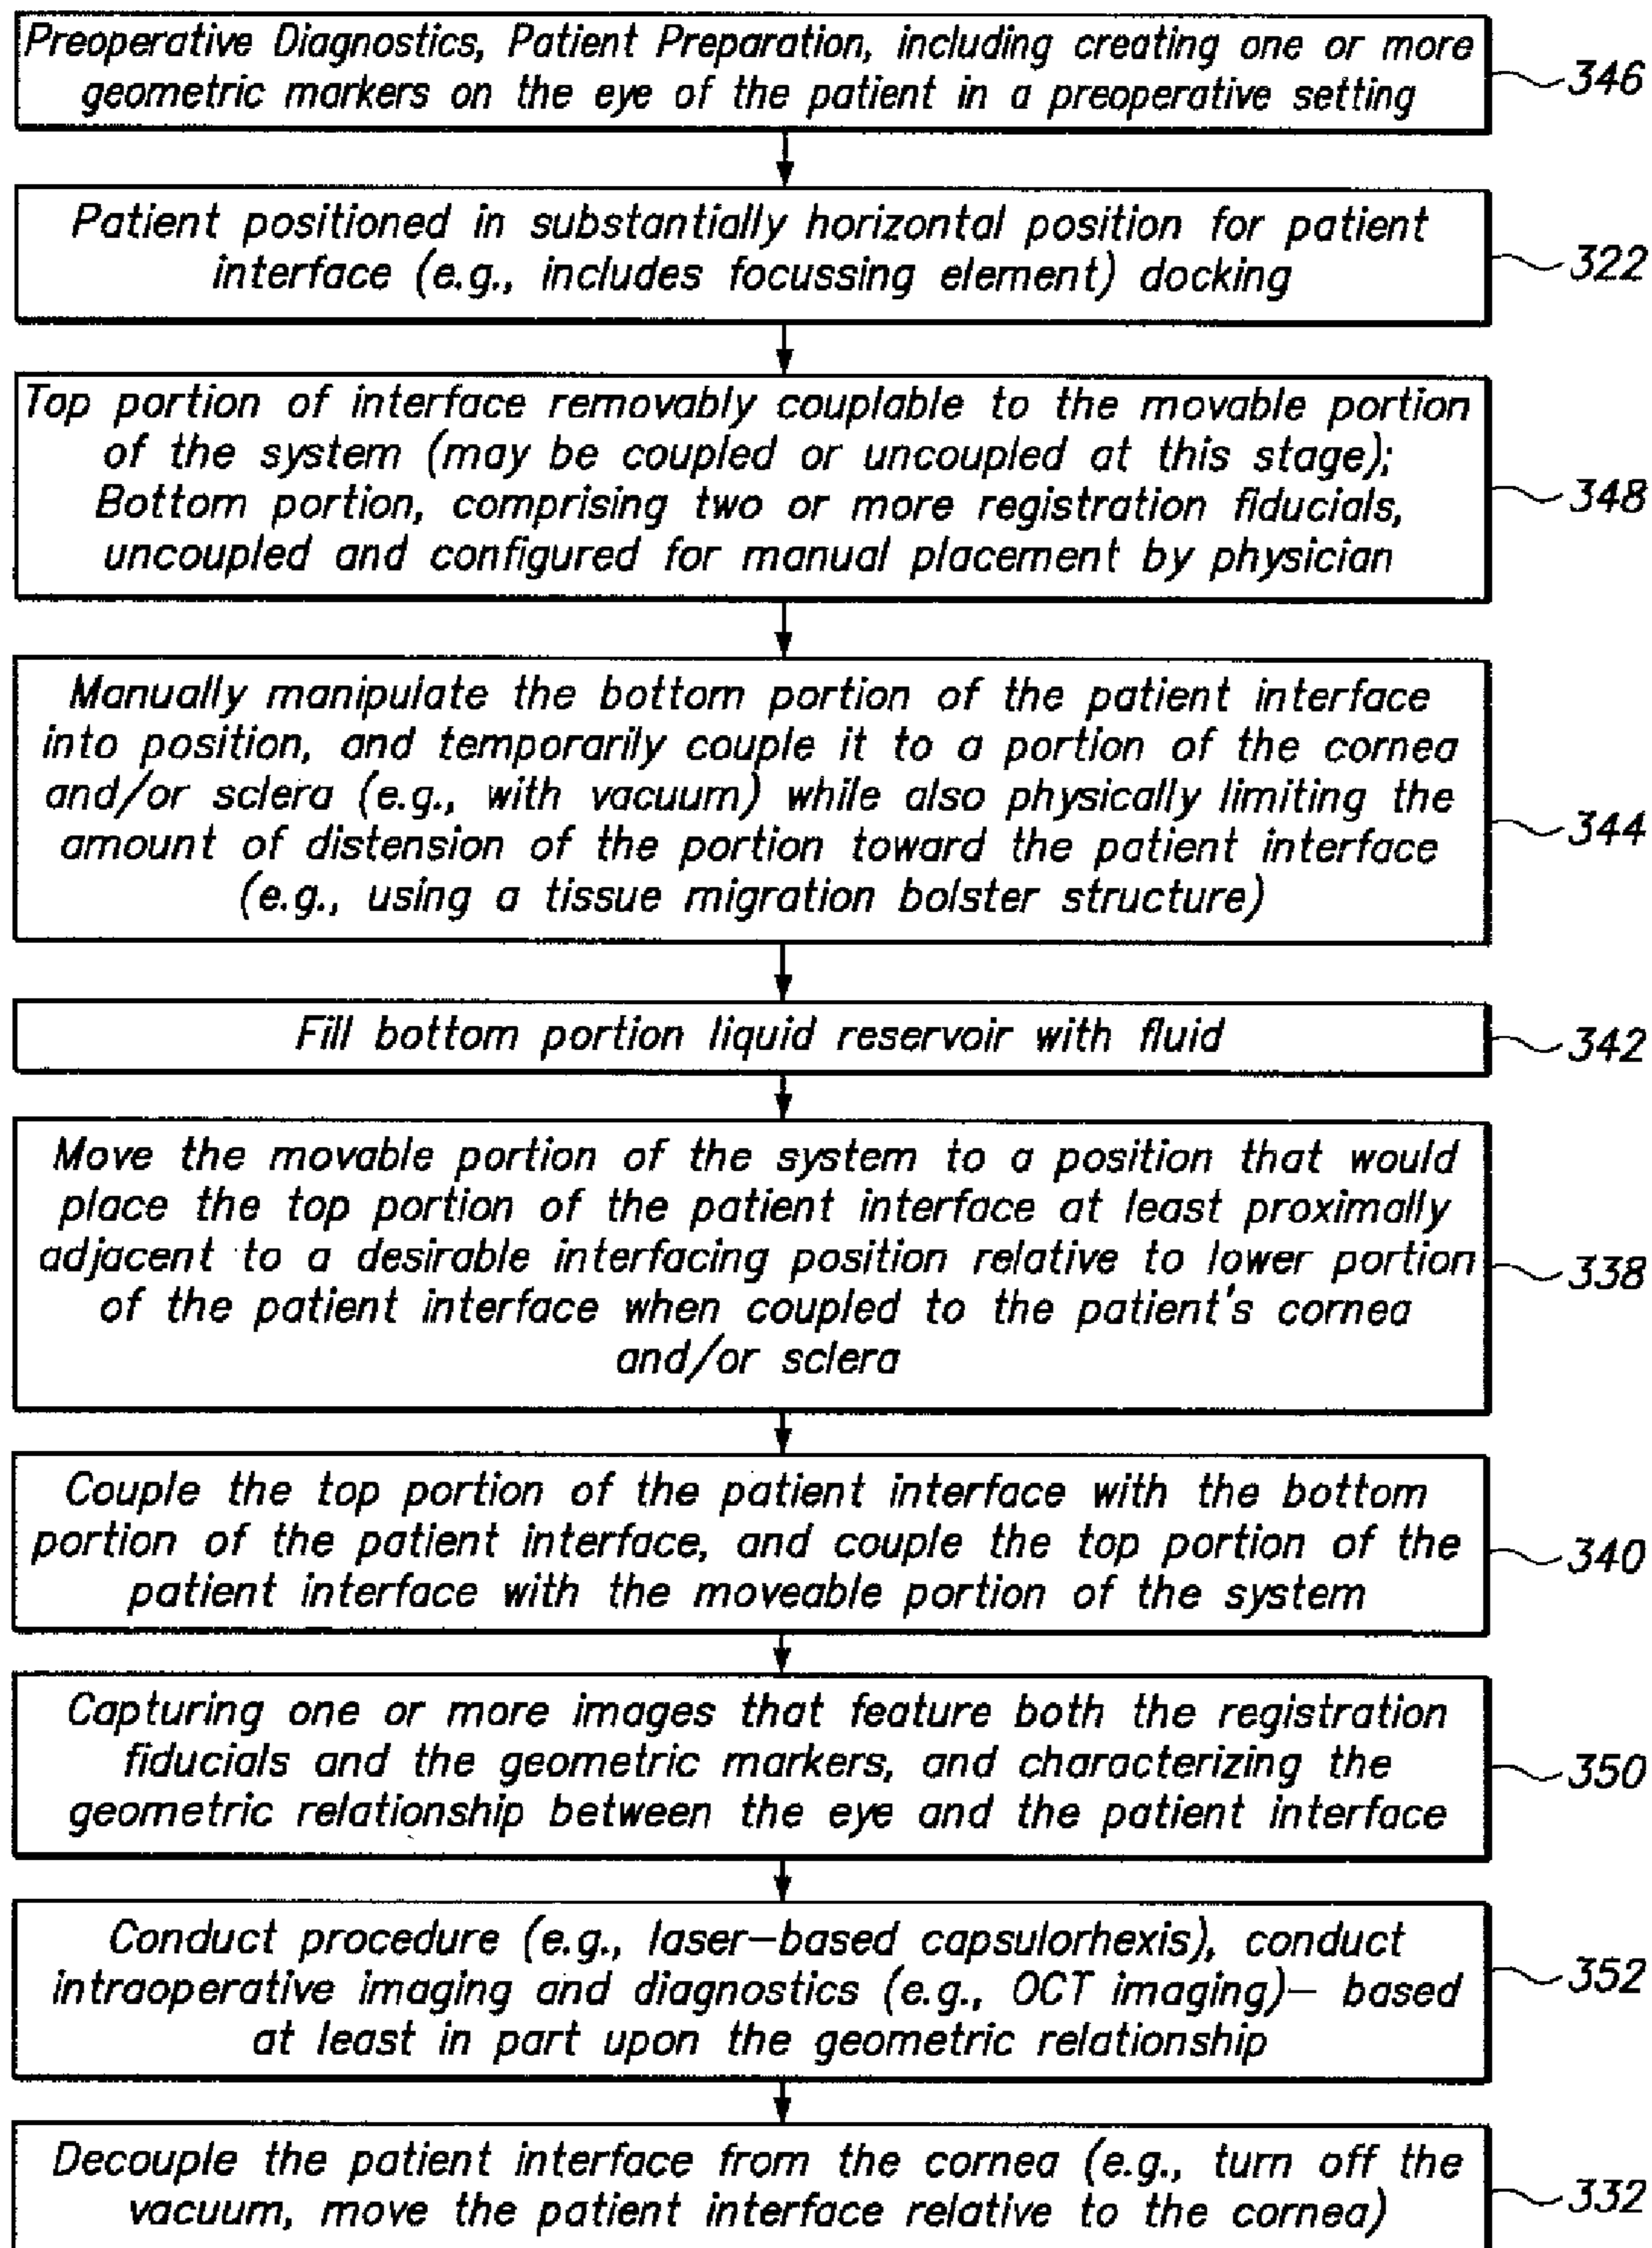 Preoperative Diagnostics, Patient Preparation, including creating one or more
geometric markers on the eye of the patient in a preoperative setting
346
Patient positioned in substantially horizontal position for patient
interface (e.g., includes focussing element) docking
322
Top portion of interface removably couplable to the movable portion
of the system (may be coupled or uncoupled at this stage);
Bottom portion, comprising two or more registration fiducials,
uncoupled and configured for manual placement by physician
348
Manually manipulate the bottom portion of the patient interface
into position, and temporarily couple it to a portion of the cornea
and/or sclera (e.g., with vacuum) while also physically limiting the
amount of distension of the portion toward the patient interface
(e.g., using a tissue migration bolster structure)
344
Fill bottom portion liquid reservoir with fluid
342
Move the movable portion of the system to a position that would
place the top portion of the patient interface at least proximally
adjacent to a desirable interfacing position relative to lower portion
of the patient interface when coupled to the patient's cornea
and/or sclera
338
Couple the top portion of the patient interface with the bottom
portion of the patient interface, and couple the top portion of the
patient interface with the moveable portion of the system
340
Capturing one or more images that feature both the registration
fiducials and the geometric markers, and characterizing the
geometric relationship between the eye and the patient interface
350
Conduct procedure (e.g., laser-based capsulorhexis), conduct
intraoperative imaging and diagnostics (e.g., OCT imaging)- based
at least in part upon the geometric relationship
352
Decouple the patient interface from the cornea (e.g., turn off the
vacuum, move the patient interface relative to the cornea)
332